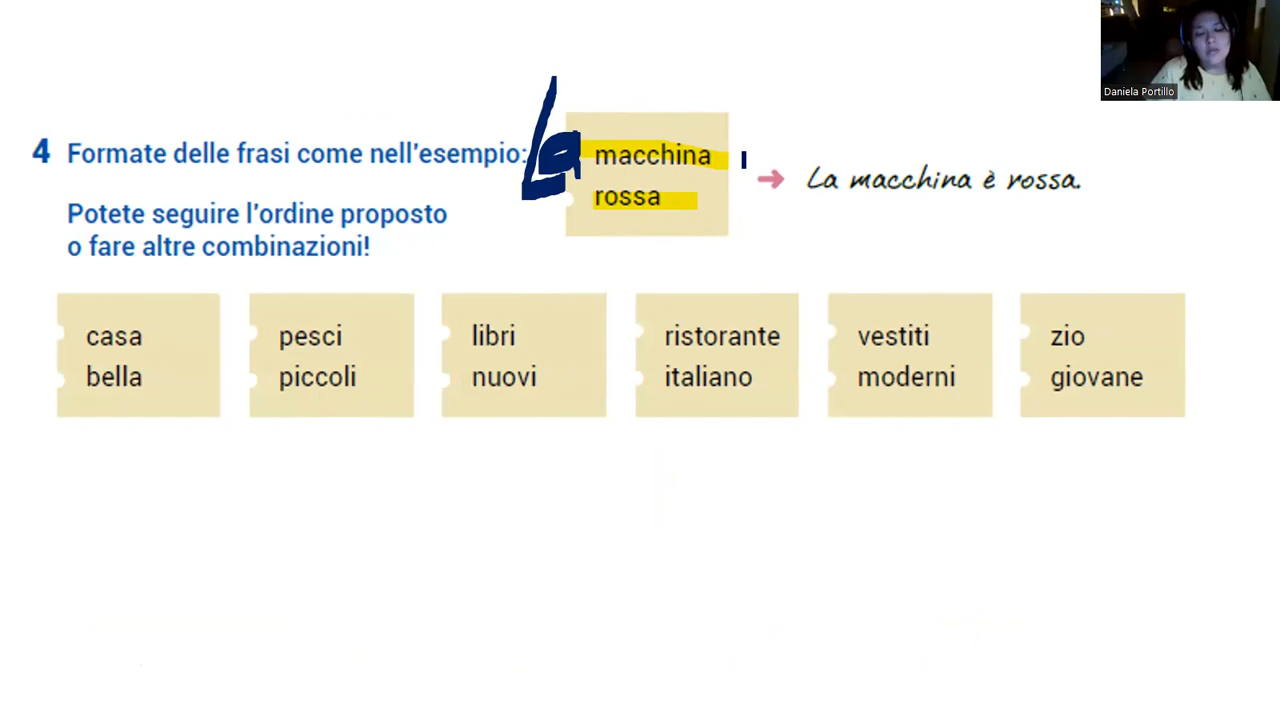 Daniela Portillo
4 Formate delle frasi come nell'esempio:
Potete seguire l'ordine proposto
o fare altre combinazioni!
La macchina
rossa
→ La macchina è rossa.
casa
bella
pesci
piccoli
libri
nuovi
ristorante
italiano
vestiti
moderni
zio
giovane